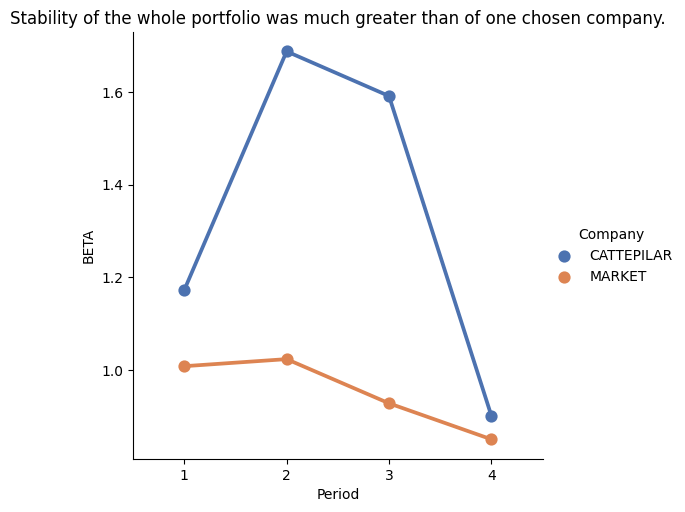 Stability of the whole portfolio was much greater than of one chosen company.
1.6
1.4
1.2
1.0
BETA
1 2 3 4
Period
Company
CATTEPILAR
MARKET